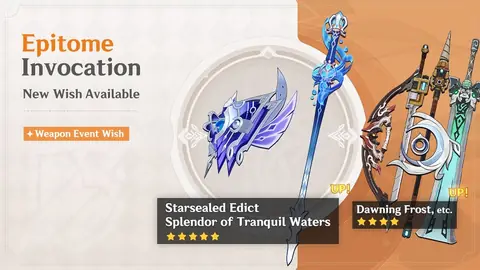 Epitome
Invocation
New Wish Available
✦ Weapon Event Wish
UP!
Starsealed Edict
Splendor of Tranquil Waters
★★★★★
UP!
Dawning Frost, etc.
★★★★